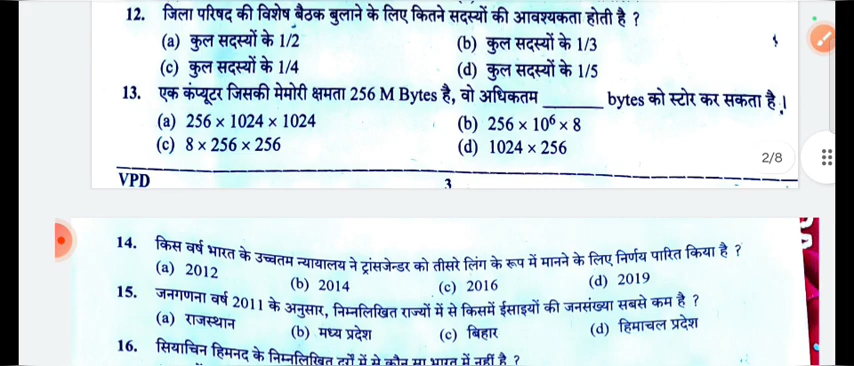 12. जिला परिषद की विशेष बैठक बुलाने के लिए कितने सदस्यों की आवश्यकता होती है ?
(a) कुल सदस्यों के 1/2 (b) कुल सदस्यों के 1/3
(c) कुल सदस्यों के 1/4 (d) कुल सदस्यों के 1/5
13. एक कंप्यूटर जिसकी मेमोरी क्षमता 256 M Bytes है, वो अधिकतम ______ bytes को स्टोर कर सकता है।
(a) 256 × 1024 × 1024 (b) 256 × 10⁶ × 8
(c) 8 × 256 × 256 (d) 1024 × 256
2/8
VPD 3
14. किस वर्ष भारत के उच्चतम न्यायालय ने ट्रांसजेन्डर को तीसरे लिंग के रूप में मानने के लिए निर्णय पारित किया है ?
(a) 2012 (b) 2014 (c) 2016 (d) 2019
15. जनगणना वर्ष 2011 के अनुसार, निम्नलिखित राज्यों में से किसमें ईसाइयों की जनसंख्या सबसे कम है ?
(a) राजस्थान (b) मध्य प्रदेश (c) बिहार (d) हिमाचल प्रदेश
16. सियाचिन हिमनद के निम्नलिखित दर्रों में से कौन सा भारत में नहीं है ?